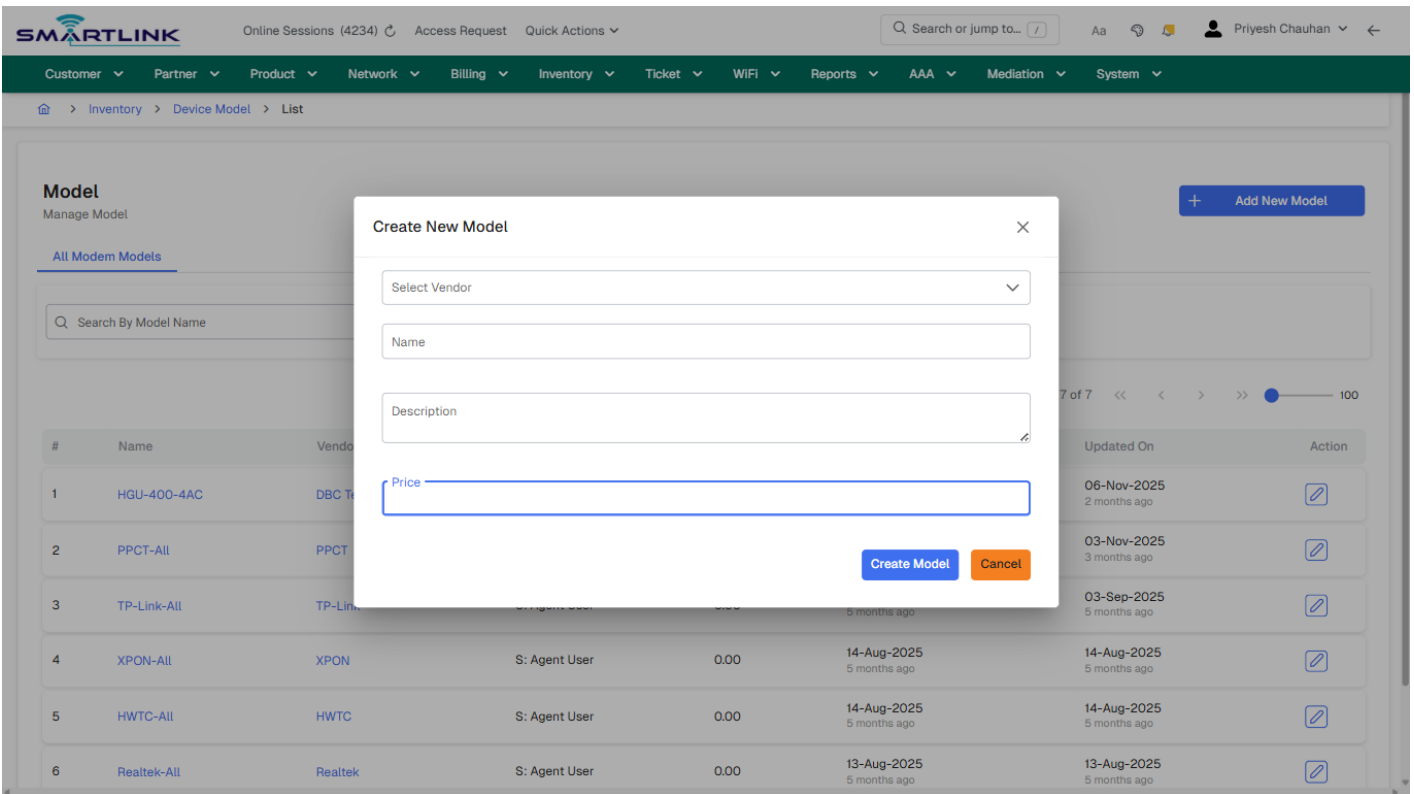 SMARTLINK
Online Sessions (4234) Access Request Quick Actions Search or jump to... / Aa Priyesh Chauhan
Customer Partner Product Network Billing Inventory Ticket WiFi Reports AAA Mediation System
> Inventory > Device Model > List
Model
Manage Model
+ Add New Model
All Modem Models
Search By Model Name
Create New Model
Select Vendor
Name
Description
Price
Create Model Cancel
7 of 7 << < > >> 100
# Name Updated On Action
1 HGU-400-4AC DBC 06-Nov-2025
2 months ago
2 PPCT-All PPCT 03-Nov-2025
3 months ago
3 TP-Link-All TP-Link 03-Sep-2025
5 months ago 5 months ago
4 XPON-All XPON S: Agent User 0.00 14-Aug-2025 14-Aug-2025
5 months ago 5 months ago
5 HWTC-All HWTC S: Agent User 0.00 14-Aug-2025 14-Aug-2025
5 months ago 5 months ago
6 Realtek-All Realtek S: Agent User 0.00 13-Aug-2025 13-Aug-2025
5 months ago 5 months ago